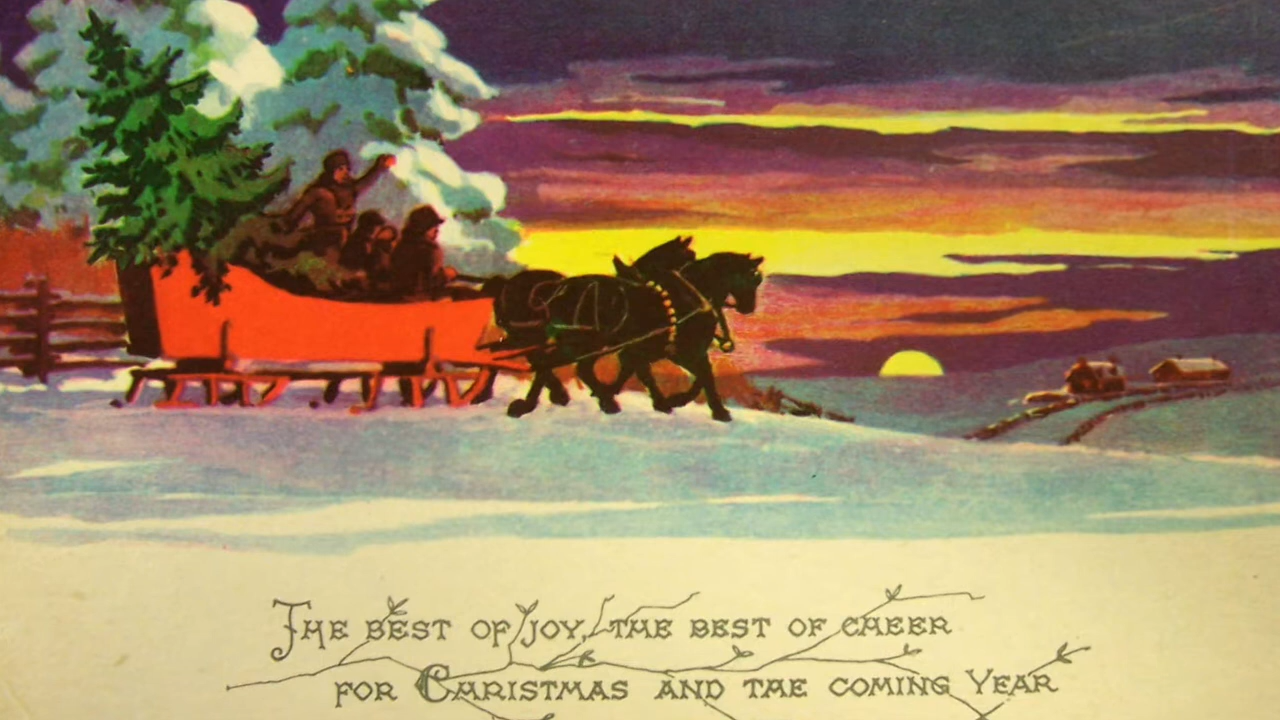 The best of joy, the best of cheer
for Christmas and the coming Year